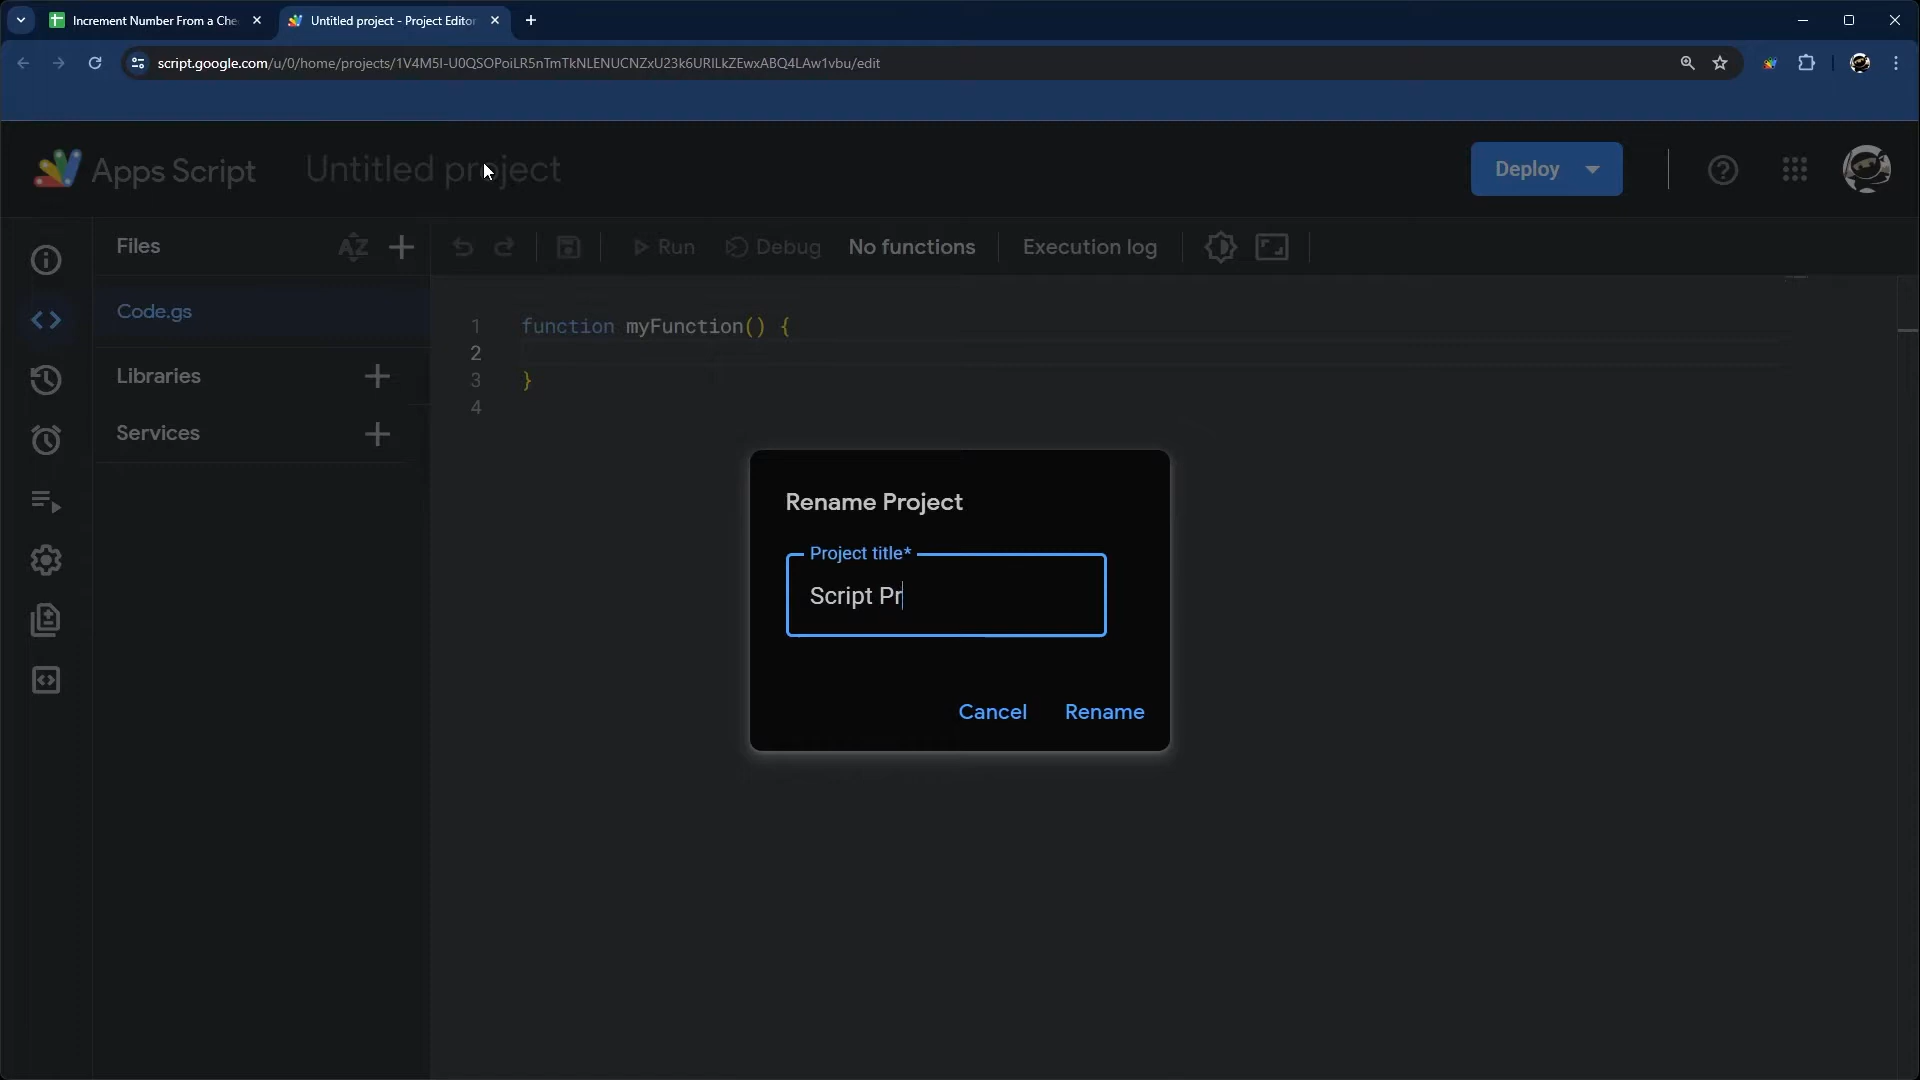 Increment Number From a Che
Untitled project - Project Editor
script.google.com/u/0/home/projects/1V4M5I-U0QSOPoiLR5nTmTkNLENUCNZxU23k6URILkZEwxABQ4LAw1vbu/edit
Apps Script
Untitled project
Deploy
Files
AZ
Run
Debug
No functions
Execution log
Code.gs
Libraries
Services
1 function myFunction() {
2
3 }
4
Rename Project
Project title*
Script Pr
Cancel
Rename